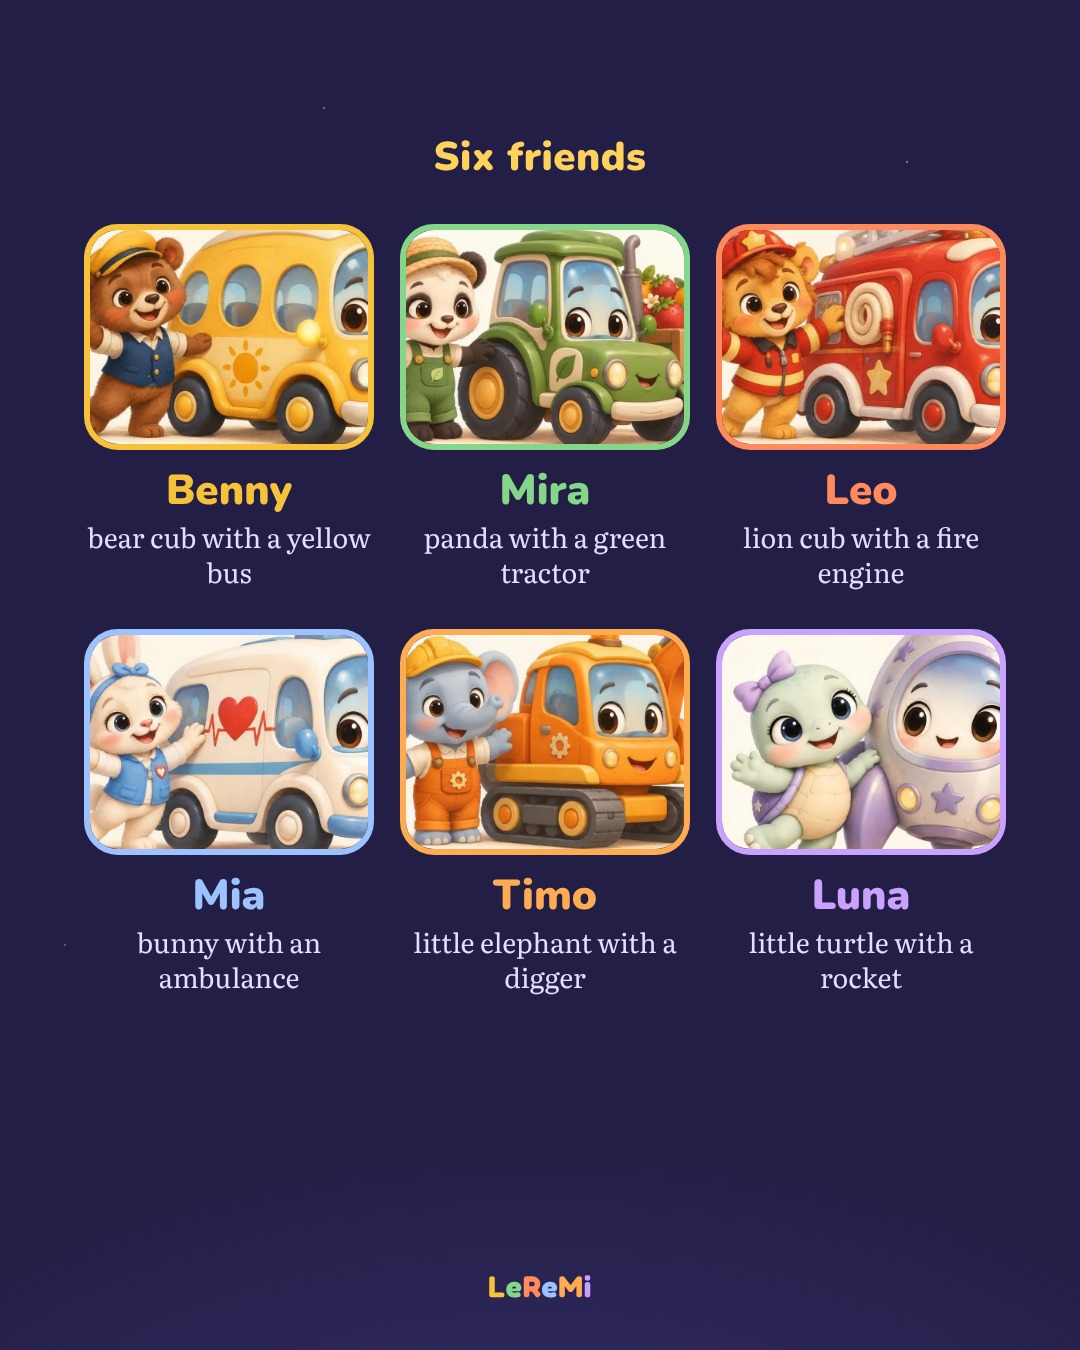 Six friends
Benny
Mira
Leo
bear cub with a yellow
bus
panda with a green
tractor
lion cub with a fire
engine
Mia
Timo
Luna
bunny with an
ambulance
little elephant with a
digger
little turtle with a
rocket
LeReMi